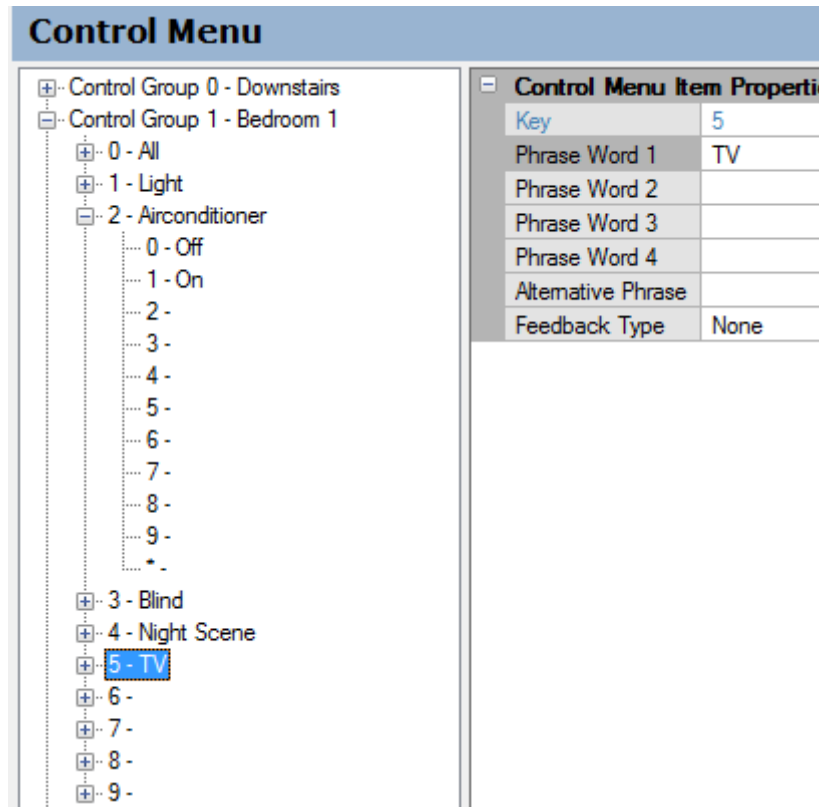 Control Menu
Control Group 0 - Downstairs
Control Group 1 - Bedroom 1
0 - All
1 - Light
2 - Airconditioner
0 - Off
1 - On
2 -
3 -
4 -
5 -
6 -
7 -
8 -
9 -
* -
3 - Blind
4 - Night Scene
5 - TV
6 -
7 -
8 -
9 -
Control Menu Item Properti
Key 5
Phrase Word 1 TV
Phrase Word 2
Phrase Word 3
Phrase Word 4
Alternative Phrase
Feedback Type None